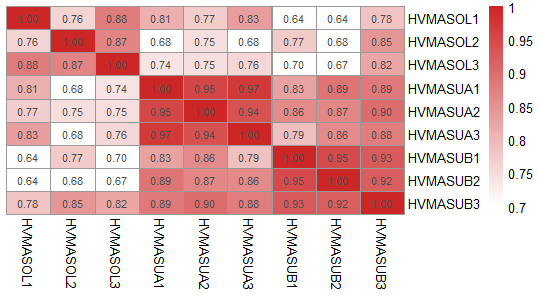 1.00 0.76 0.88 0.81 0.77 0.83 0.64 0.64 0.78 HVMASOL1
0.76 1.00 0.87 0.68 0.75 0.68 0.77 0.68 0.85 HVMASOL2
0.88 0.87 1.00 0.74 0.75 0.76 0.70 0.67 0.82 HVMASOL3
0.81 0.68 0.74 1.00 0.95 0.97 0.83 0.89 0.89 HVMASUA1
0.77 0.75 0.75 0.95 1.00 0.94 0.86 0.87 0.90 HVMASUA2
0.83 0.68 0.76 0.97 0.94 1.00 0.79 0.86 0.88 HVMASUA3
0.64 0.77 0.70 0.83 0.86 0.79 1.00 0.95 0.93 HVMASUB1
0.64 0.68 0.67 0.89 0.87 0.86 0.95 1.00 0.92 HVMASUB2
0.78 0.85 0.82 0.89 0.90 0.88 0.93 0.92 1.00 HVMASUB3
HVMASOL1
HVMASOL2
HVMASOL3
HVMASUA1
HVMASUA2
HVMASUA3
HVMASUB1
HVMASUB2
HVMASUB3
1
0.95
0.9
0.85
0.8
0.75
0.7